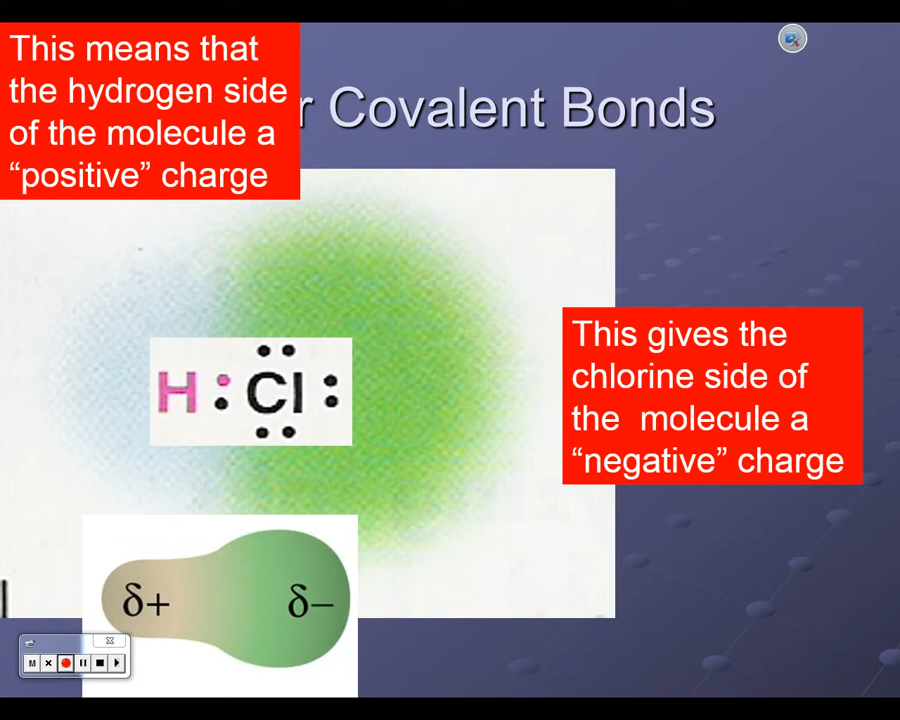 This means that
the hydrogen side
of the molecule a
“positive” charge
r Covalent Bonds
H : Cl :
This gives the
chlorine side of
the molecule a
“negative” charge
δ+ δ−
M